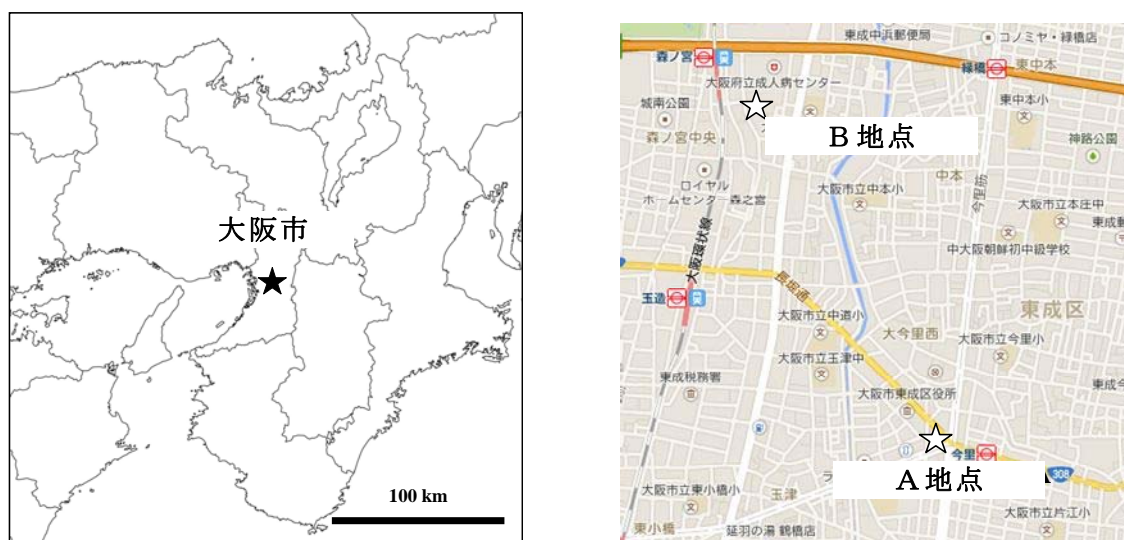 大阪市
100 km
東成中浜郵便局
コノミヤ・緑橋店
森ノ宮
緑橋
東中本
大阪府立成人病センター
城南公園
東中本小
B 地点
森ノ宮中央
神路公園
ロイヤル
ホームセンター森之宮
大阪市立中本小
中本
今里筋
大阪市立本庄中
東成郵
中大阪朝鮮初中級学校
大阪環状線
長堀通
玉造
大阪市立中道小
東成区
大今里西
大阪市立今里小
大阪市立玉津中
東成税務署
大阪市東成区役所
東成今
今里
308
A 地点
大阪市立東小橋小
玉津
大阪市立片江小
東小橋
延羽の湯 鶴橋店